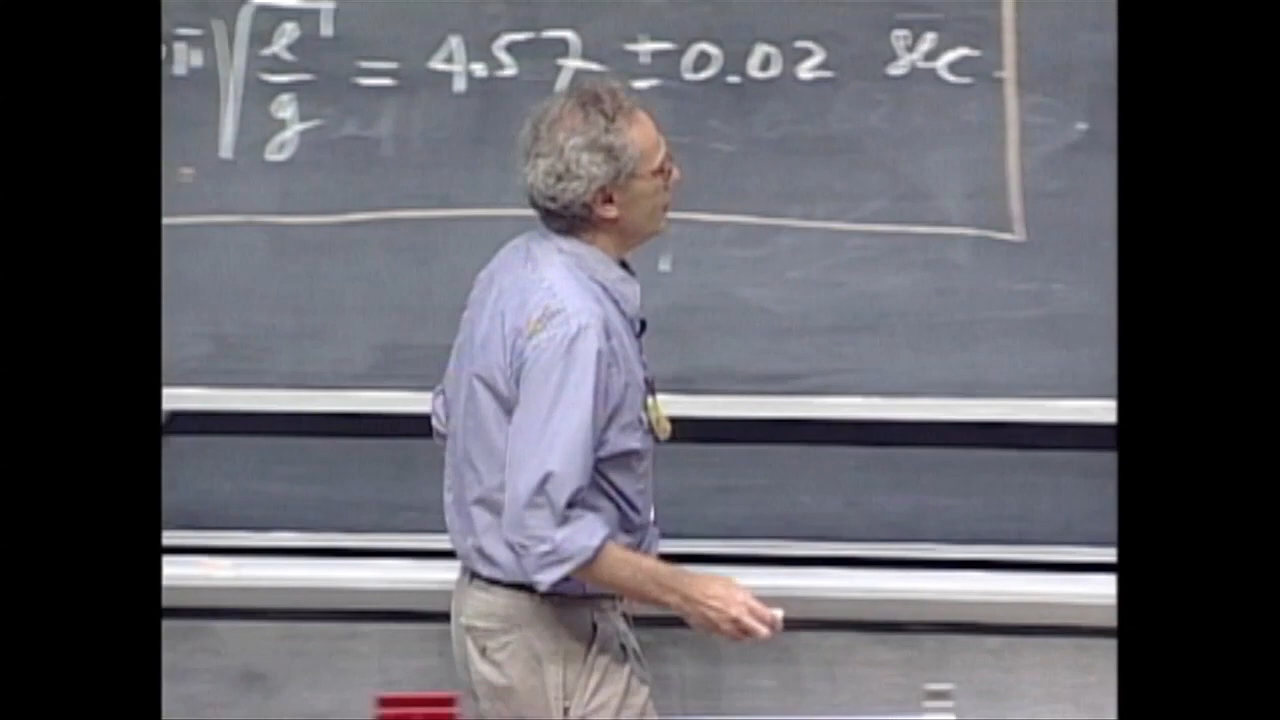 π√(l/g) = 4.57 ± 0.02 sec.